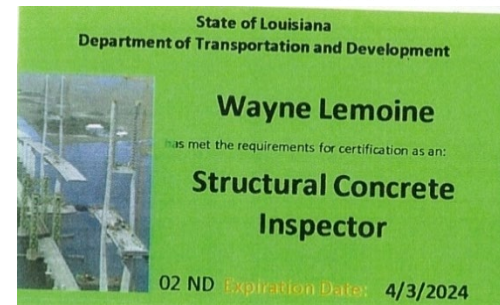 State of Louisiana
Department of Transportation and Development
Wayne Lemoine
has met the requirements for certification as an:
Structural Concrete
Inspector
02 ND Expiration Date: 4/3/2024